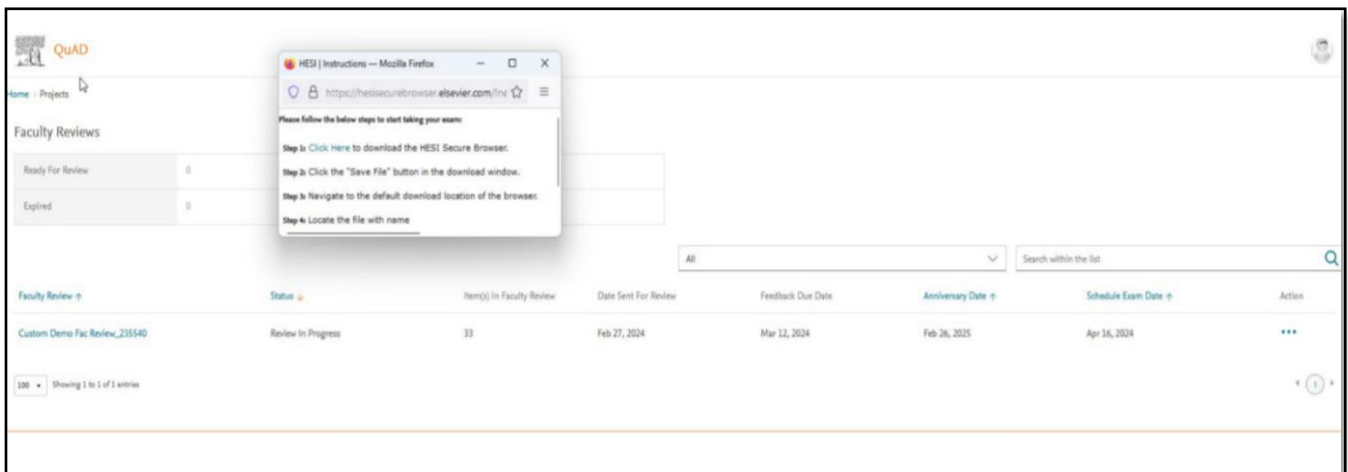 QuAD
Home > Projects
Faculty Reviews
Ready For Review 0
Expired 0
HESI | Instructions — Mozilla Firefox
https://hesisecurebrowser.elsevier.com/
Please follow the below steps to start taking your exam:
Step 1: Click Here to download the HESI Secure Browser.
Step 2: Click the "Save File" button in the download window.
Step 3: Navigate to the default download location of the browser.
Step 4: Locate the file with name
All Search within the list
Faculty Review Status Item(s) In Faculty Review Date Sent For Review Feedback Due Date Anniversary Date Schedule Exam Date Action
Custom Demo Fac Review_235540 Review In Progress 33 Feb 27, 2024 Mar 12, 2024 Feb 26, 2025 Apr 16, 2024
100 Showing 1 to 1 of 1 entries 1